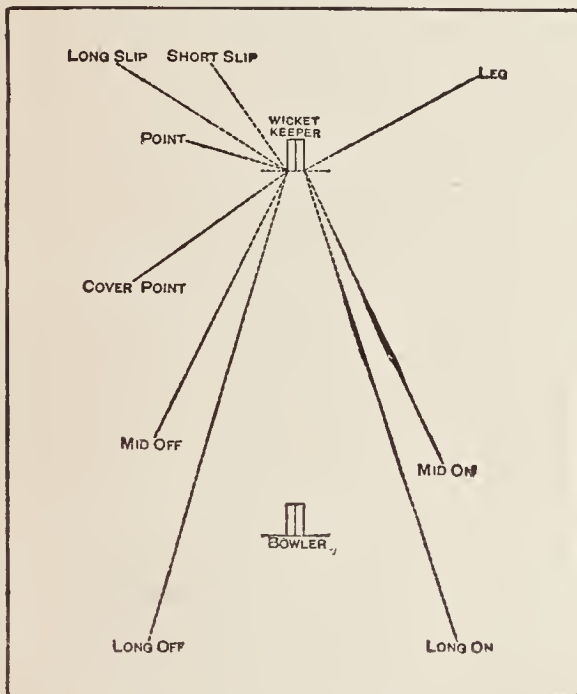 LONG SLIP SHORT SLIP
LEG
WICKET
KEEPER
POINT
COVER POINT
MID OFF
MID ON
BOWLER
LONG OFF
LONG ON